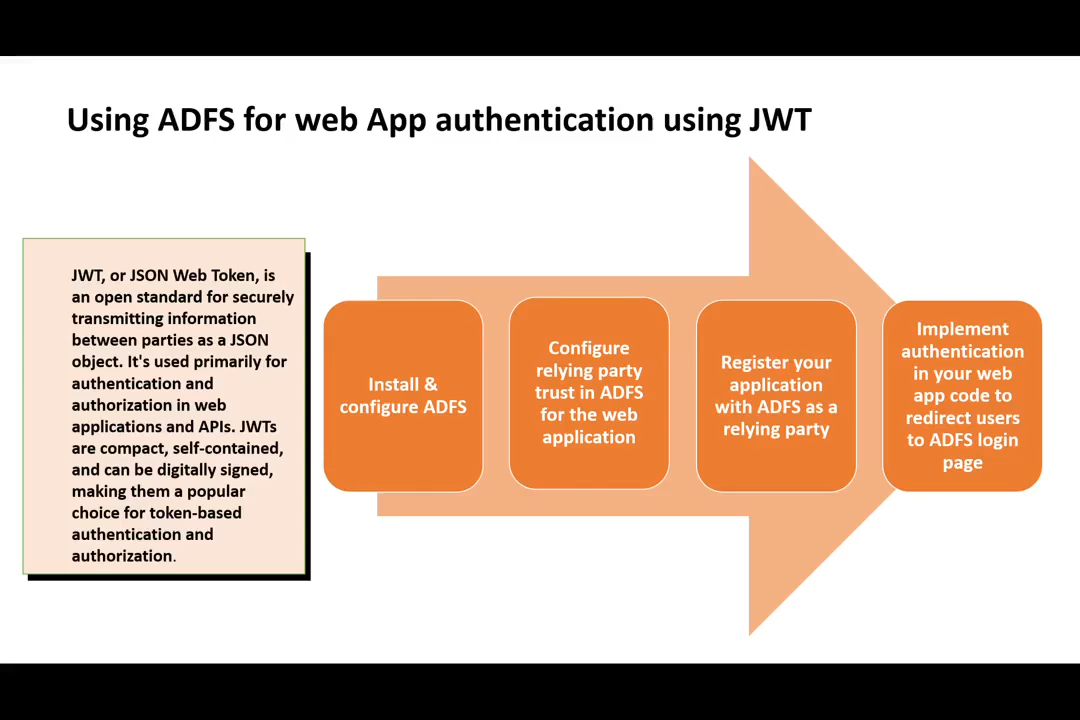 Using ADFS for web App authentication using JWT
JWT, or JSON Web Token, is
an open standard for securely
transmitting information
between parties as a JSON
object. It's used primarily for
authentication and
authorization in web
applications and APIs. JWTs
are compact, self-contained,
and can be digitally signed,
making them a popular
choice for token-based
authentication and
authorization.
Install &
configure ADFS
Configure
relying party
trust in ADFS
for the web
application
Register your
application
with ADFS as a
relying party
Implement
authentication
in your web
app code to
redirect users
to ADFS login
page